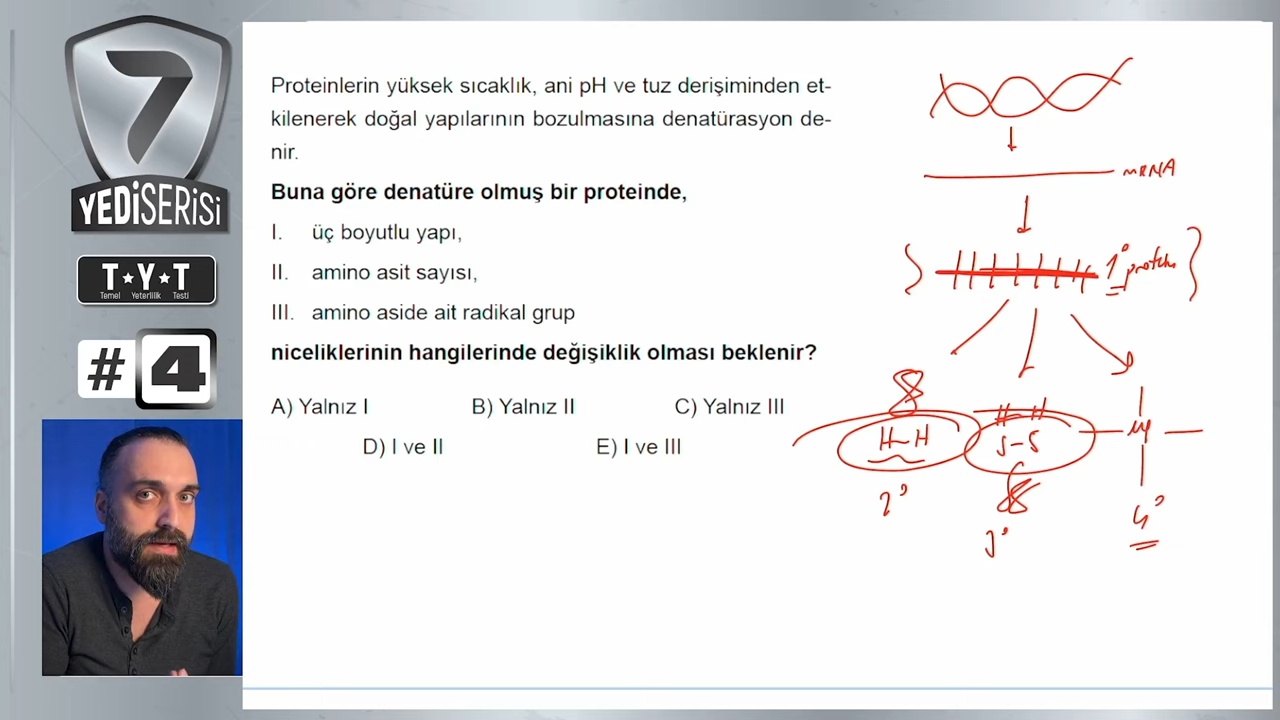 7
YEDİSERİSİ
T★Y★T
Temel Yeterlilik Testi
# 4
Proteinlerin yüksek sıcaklık, ani pH ve tuz derişiminden et-
kilenerek doğal yapılarının bozulmasına denatürasyon de-
nir.
Buna göre denatüre olmuş bir proteinde,
I. üç boyutlu yapı,
II. amino asit sayısı,
III. amino aside ait radikal grup
niceliklerinin hangilerinde değişiklik olması beklenir?
A) Yalnız I B) Yalnız II C) Yalnız III
D) I ve II E) I ve III
mRNA
1° protein
H-H
S-S
2°
3°
4°